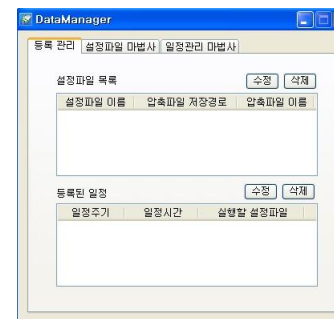 DataManager
등록 관리 설정파일 마법사 일정관리 마법사
설정파일 목록 수정 삭제
설정파일 이름 압축파일 저장경로 압축파일 이름
등록된 일정 수정 삭제
일정주기 일정시간 실행할 설정파일